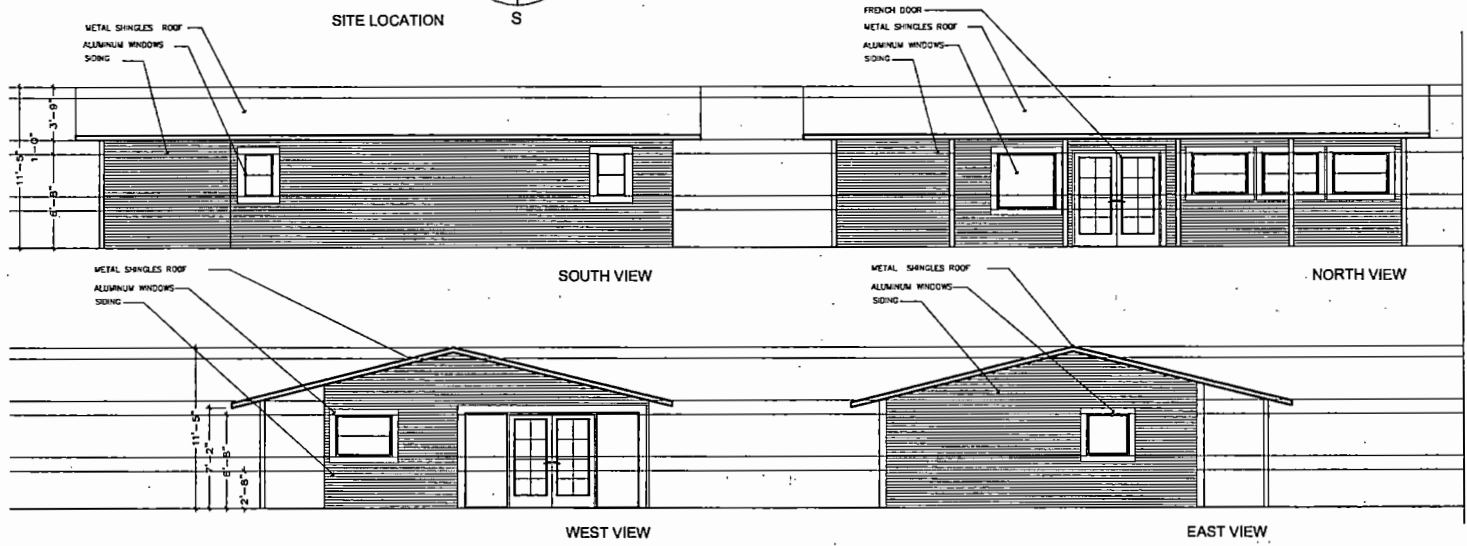 SITE LOCATION
S
METAL SHINGLES ROOF
ALUMINUM WINDOWS
SIDING
3'-9"
1'-0"
11'-5"
6'-8"
SOUTH VIEW
FRENCH DOOR
METAL SHINGLES ROOF
ALUMINUM WINDOWS
SIDING
NORTH VIEW
METAL SHINGLES ROOF
ALUMINUM WINDOWS
SIDING
11'-5"
7'-2"
6'-8"
2'-8"
WEST VIEW
METAL SHINGLES ROOF
ALUMINUM WINDOWS
SIDING
EAST VIEW